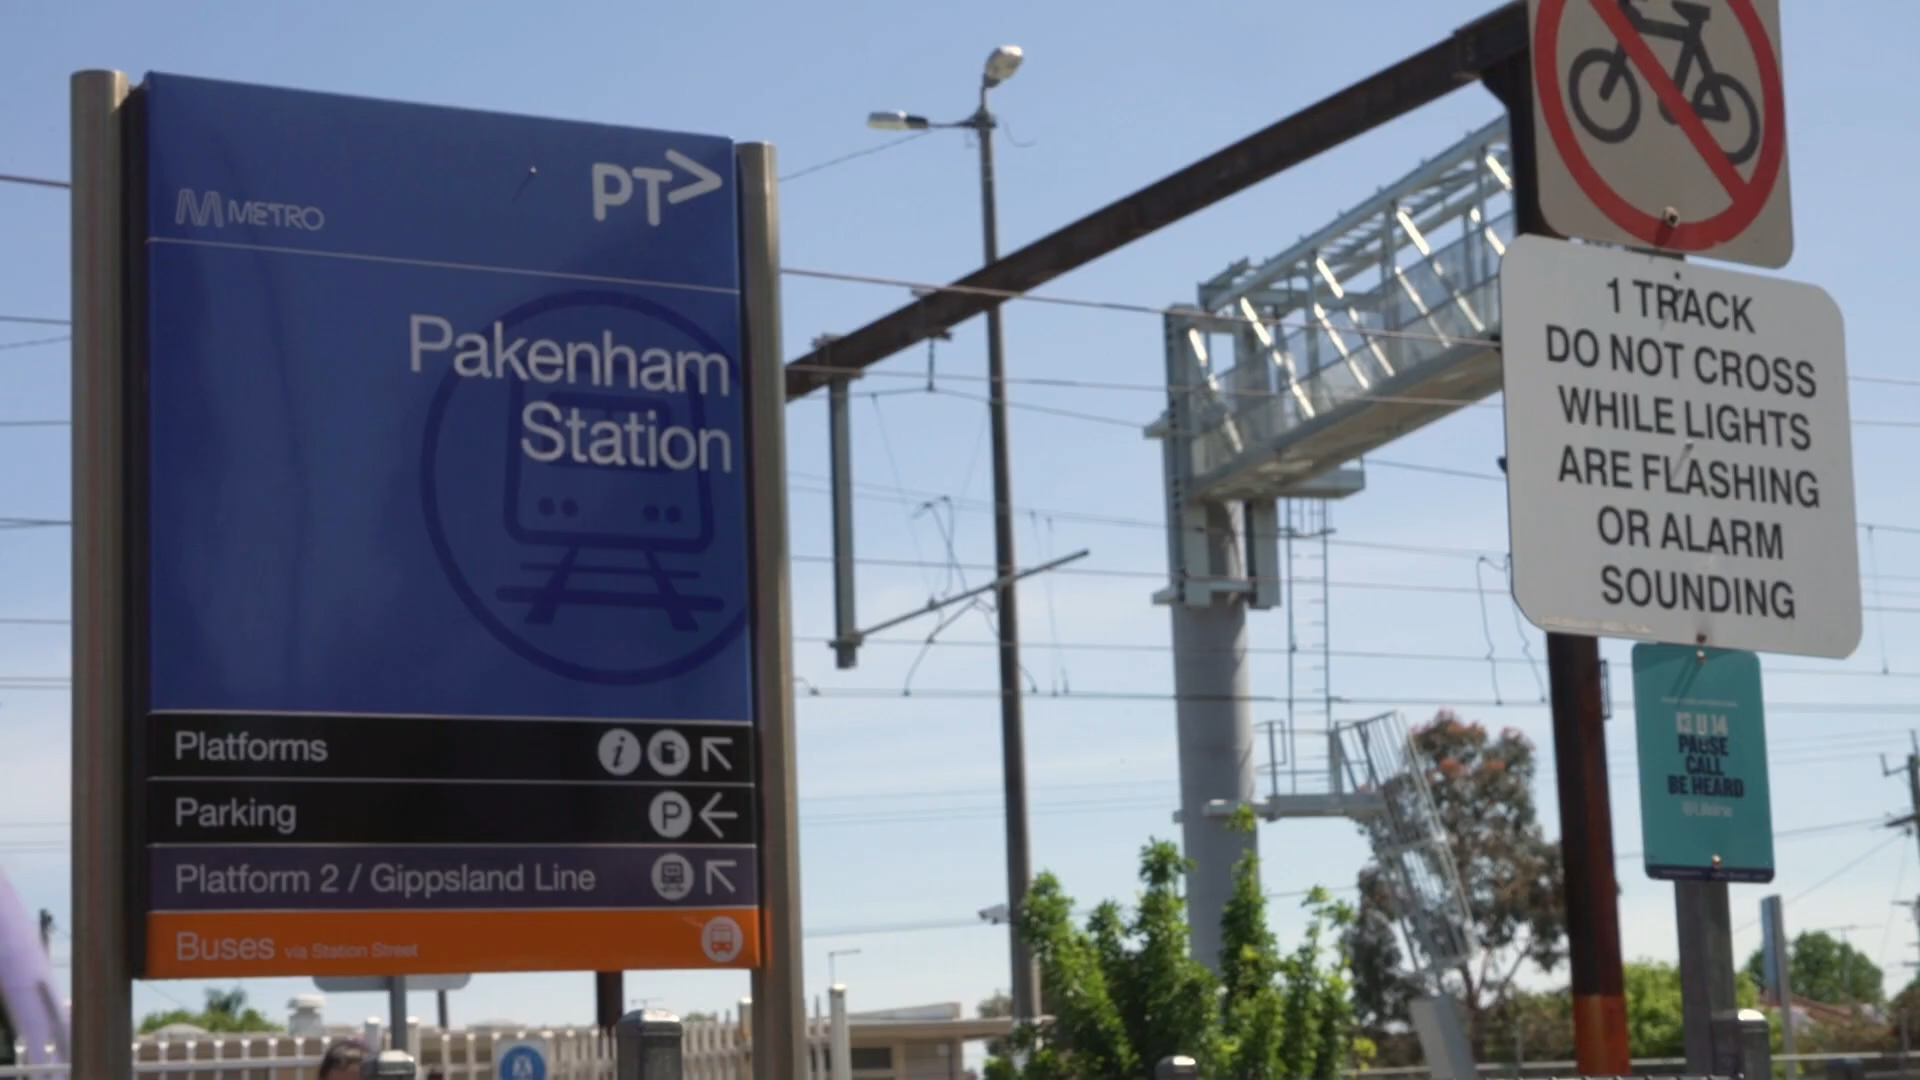 METRO
PT>
Pakenham
Station
Platforms
Parking
P
Platform 2 / Gippsland Line
Buses via Station Street
1 TRACK
DO NOT CROSS
WHILE LIGHTS
ARE FLASHING
OR ALARM
SOUNDING
13 11 14
PAUSE
CALL
BE HEARD